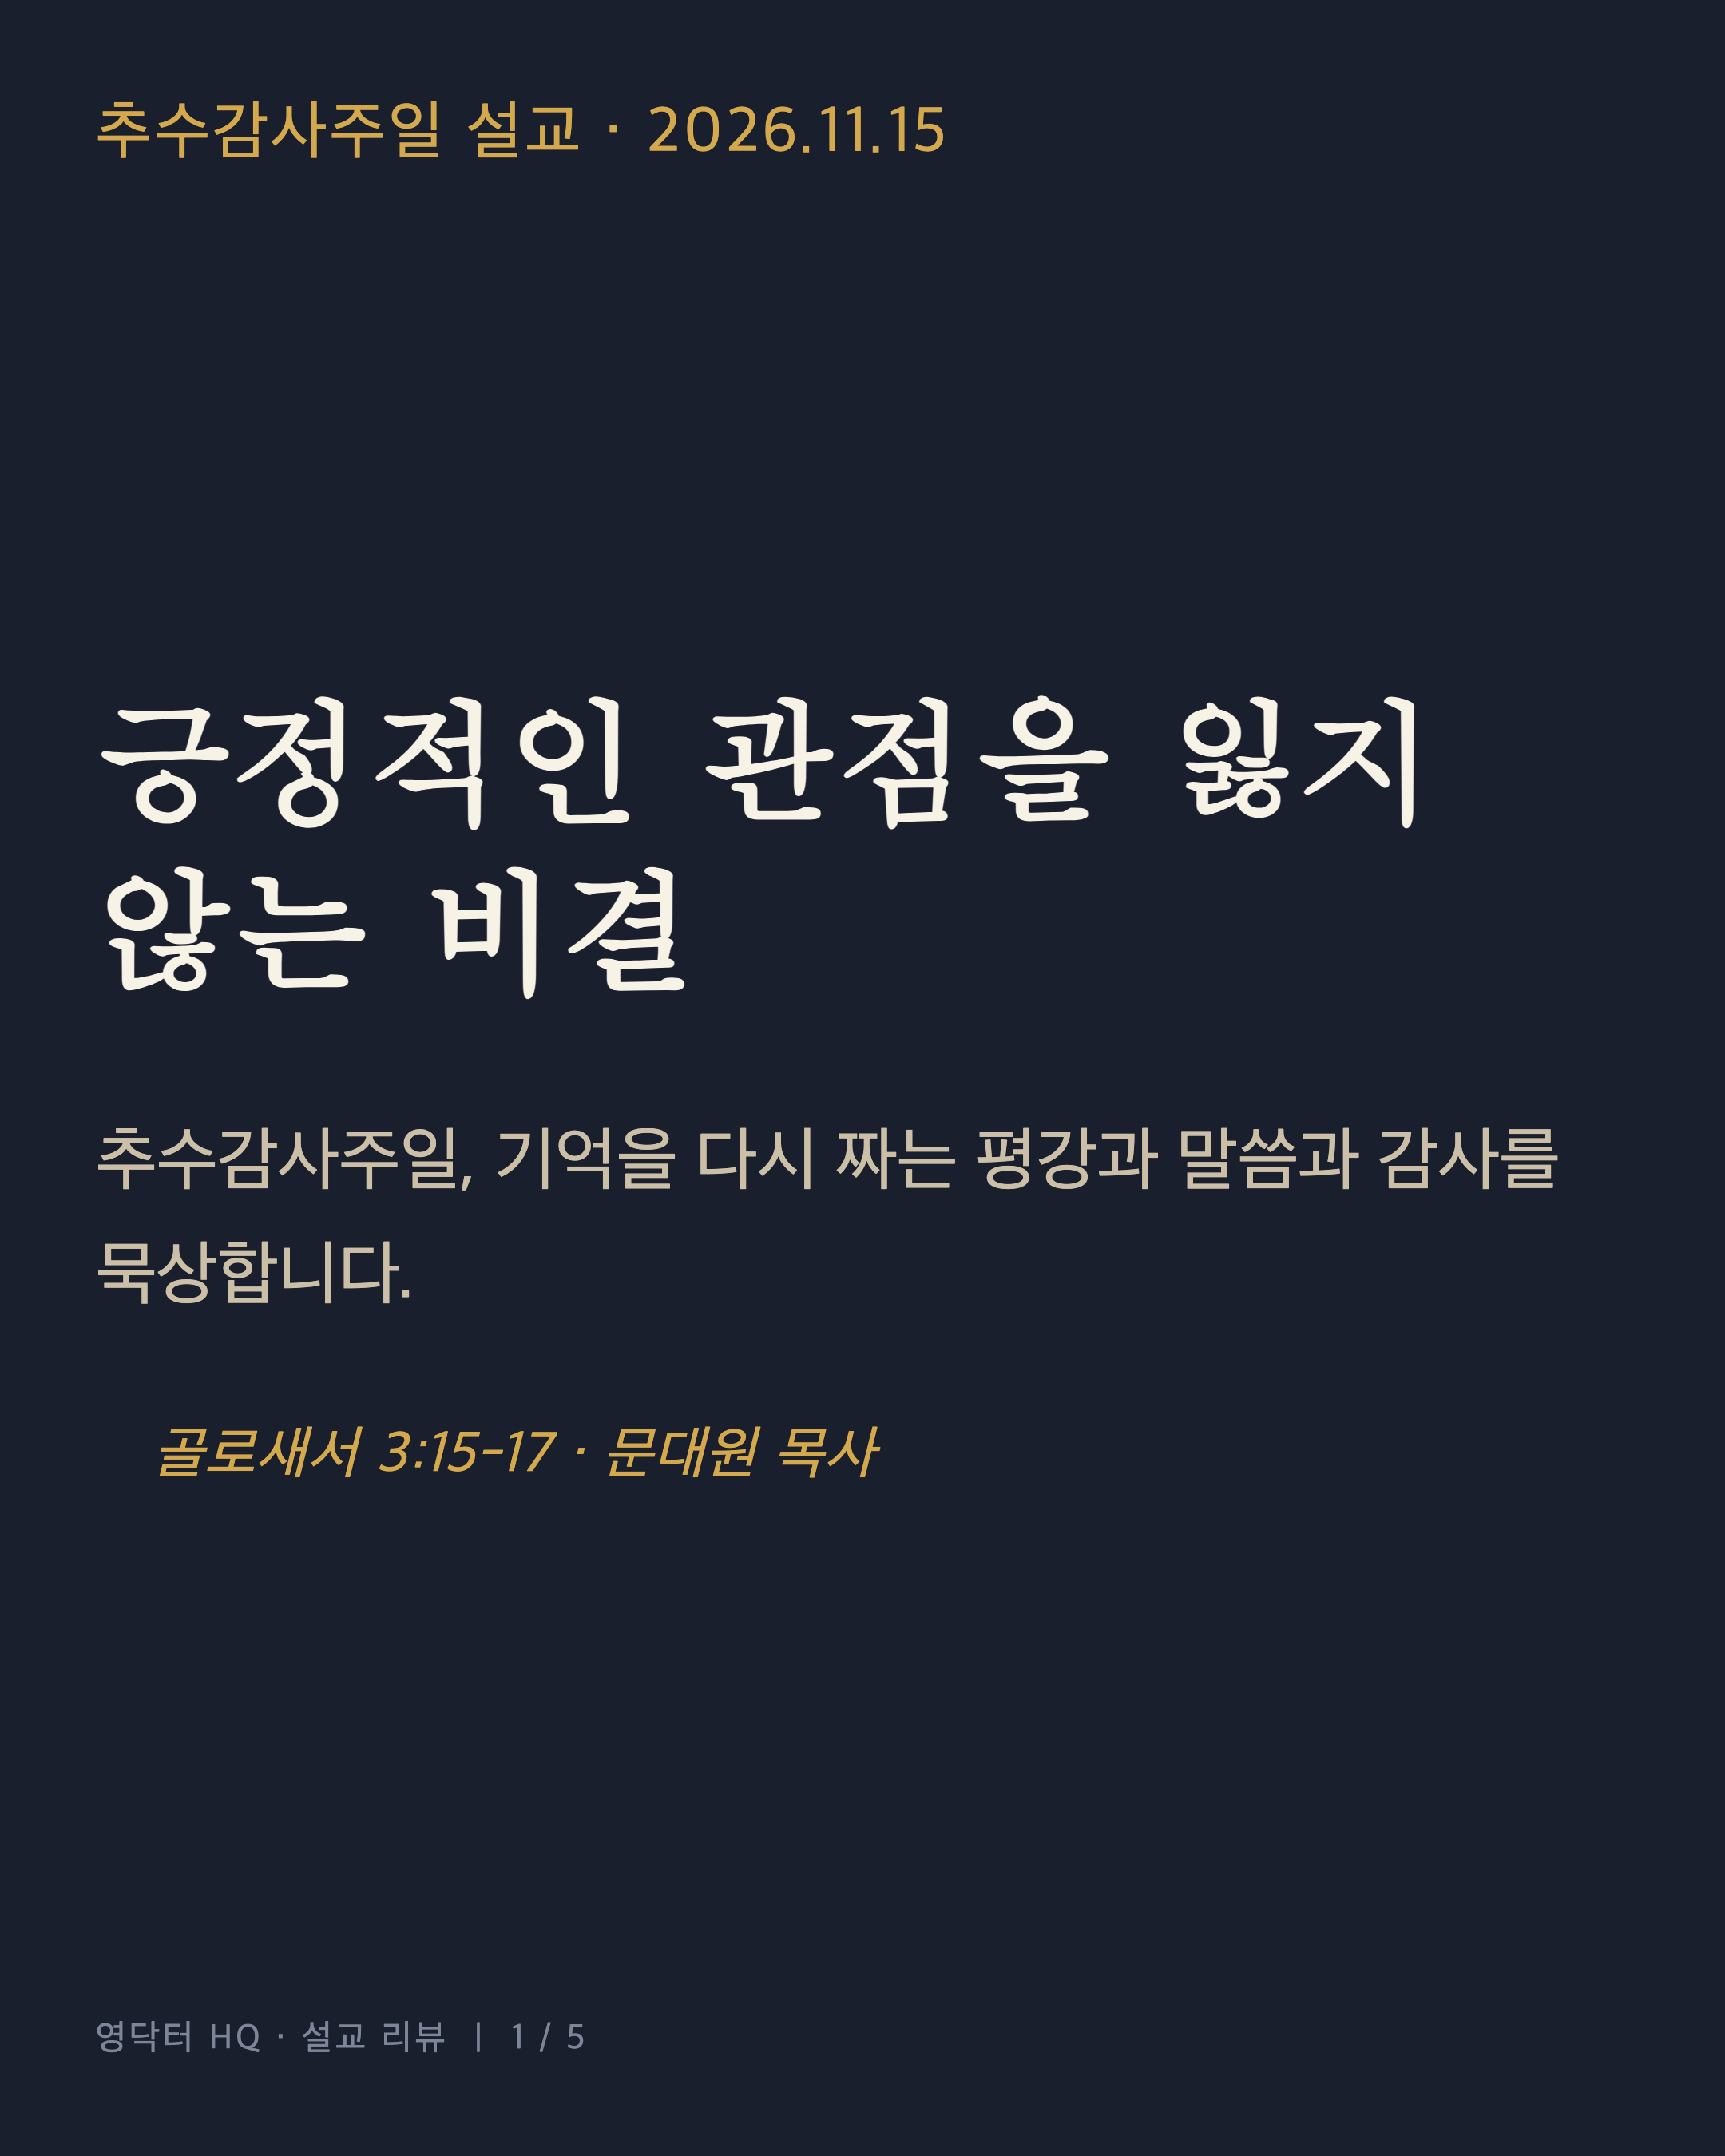 추수감사주일 설교 · 2026.11.15
긍정적인 관점을 잃지
않는 비결
추수감사주일, 기억을 다시 짜는 평강과 말씀과 감사를
묵상합니다.
골로새서 3:15-17 · 문대원 목사
영닥터 HQ · 설교 리뷰 | 1 / 5